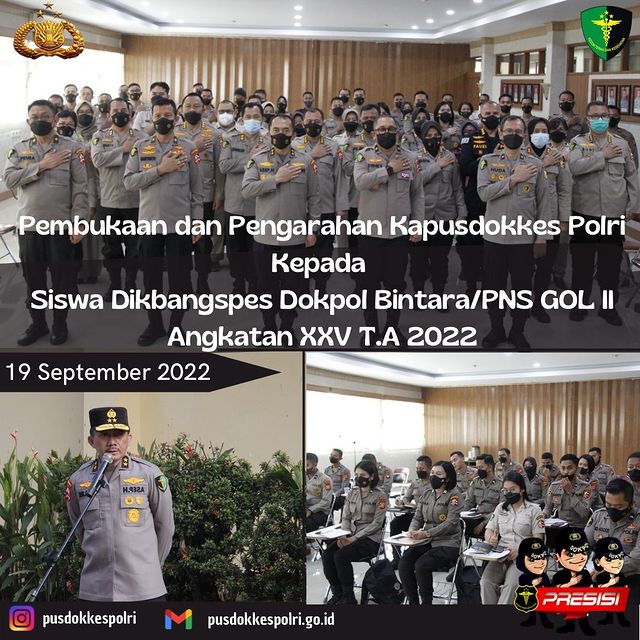 Pembukaan dan Pengarahan Kapusdokkes Polri
Kepada
Siswa Dikbangspes Dokpol Bintara/PNS GOL II
Angkatan XXV T.A 2022
19 September 2022
PRESISI
pusdokkespolri
pusdokkespolri.go.id